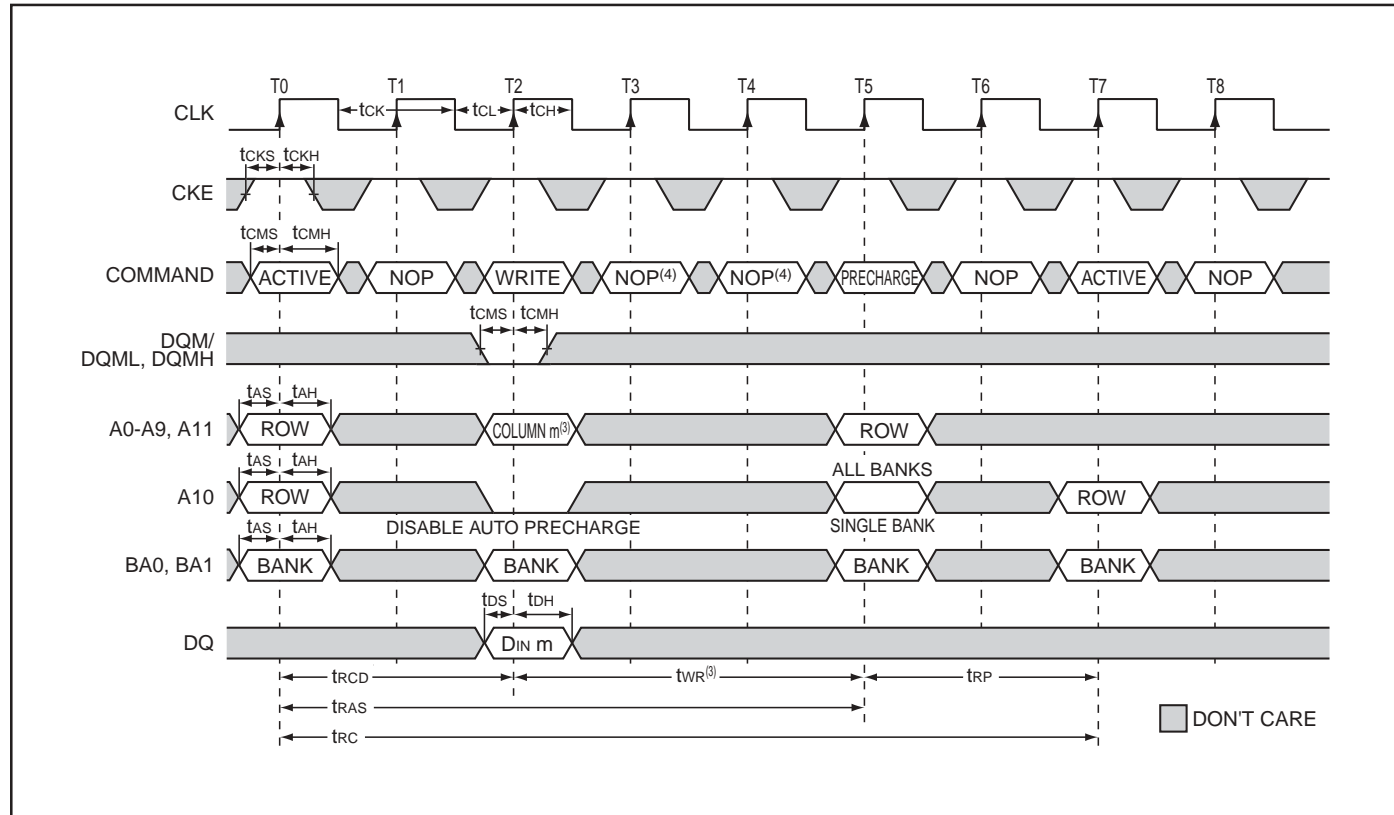 T0 T1 T2 T3 T4 T5 T6 T7 T8
CLK tCK tCL tCH
tCKS tCKH
CKE
tCMS tCMH
COMMAND ACTIVE NOP WRITE NOP(4) NOP(4) PRECHARGE NOP ACTIVE NOP
tCMS tCMH
DQM/
DQML, DQMH
tAS tAH
A0-A9, A11 ROW COLUMN m(3) ROW
tAS tAH ALL BANKS
A10 ROW ROW
tAS tAH DISABLE AUTO PRECHARGE SINGLE BANK
BA0, BA1 BANK BANK BANK BANK
tDS tDH
DQ DIN m
tRCD tWR(3) tRP
tRAS
DON'T CARE
tRC